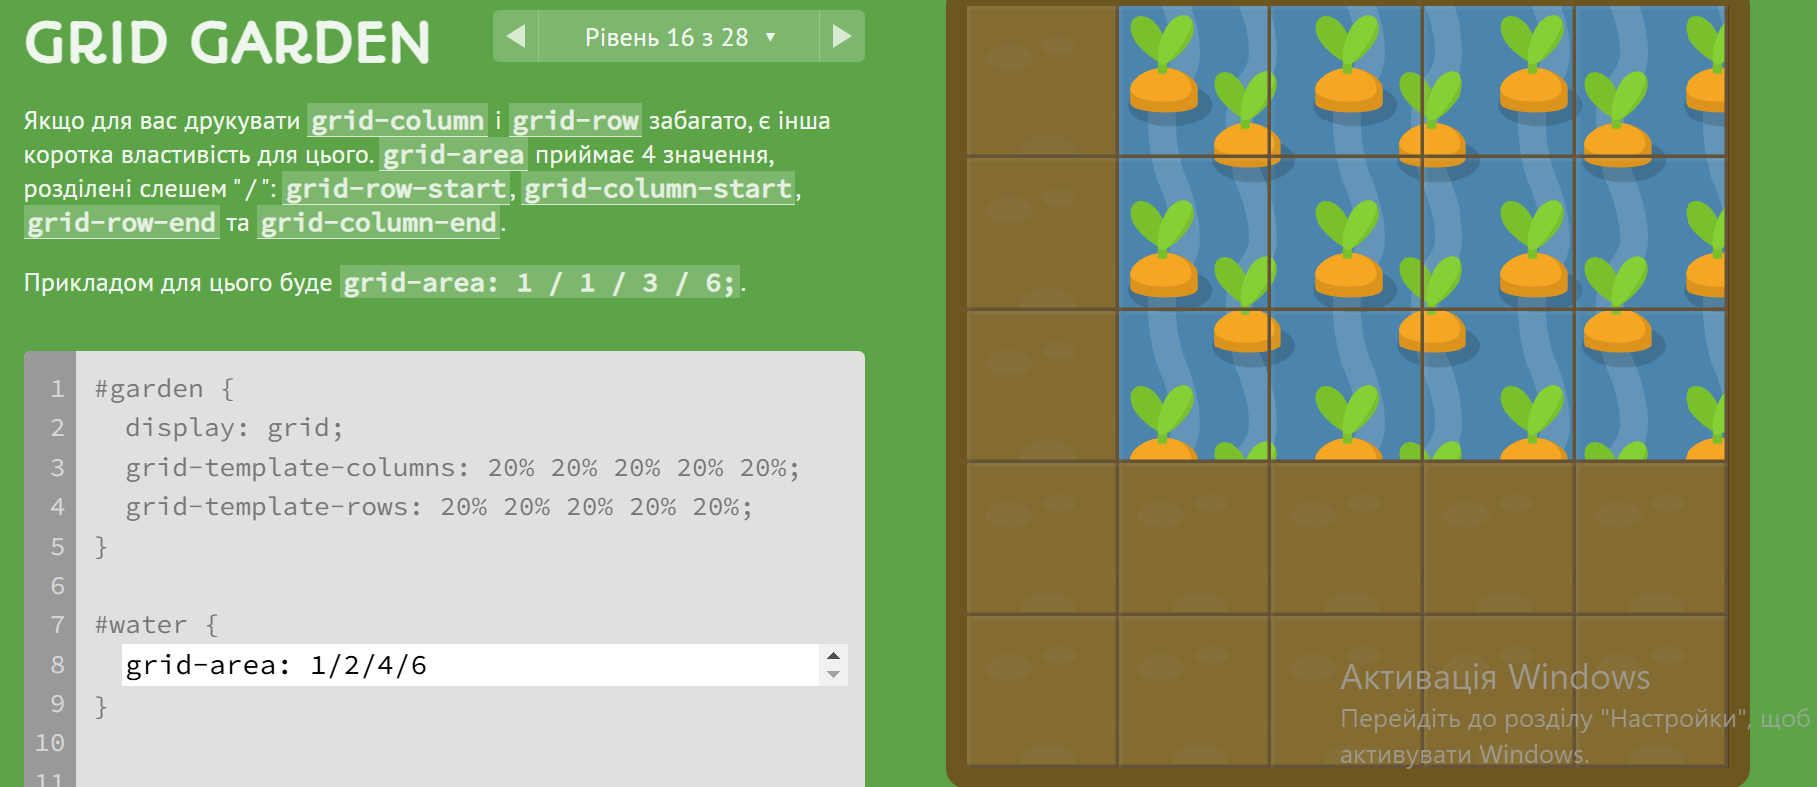 GRID GARDEN
◀ Рівень 16 з 28 ▼ ▶
Якщо для вас друкувати grid-column і grid-row забагато, є інша
коротка властивість для цього. grid-area приймає 4 значення,
розділені слешем "/": grid-row-start, grid-column-start,
grid-row-end та grid-column-end.
Прикладом для цього буде grid-area: 1 / 1 / 3 / 6;.
1 #garden {
2 display: grid;
3 grid-template-columns: 20% 20% 20% 20% 20%;
4 grid-template-rows: 20% 20% 20% 20% 20%;
5 }
6
7 #water {
8 grid-area: 1/2/4/6
9 }
10
11
Активація Windows
Перейдіть до розділу "Настройки", щоб
активувати Windows.